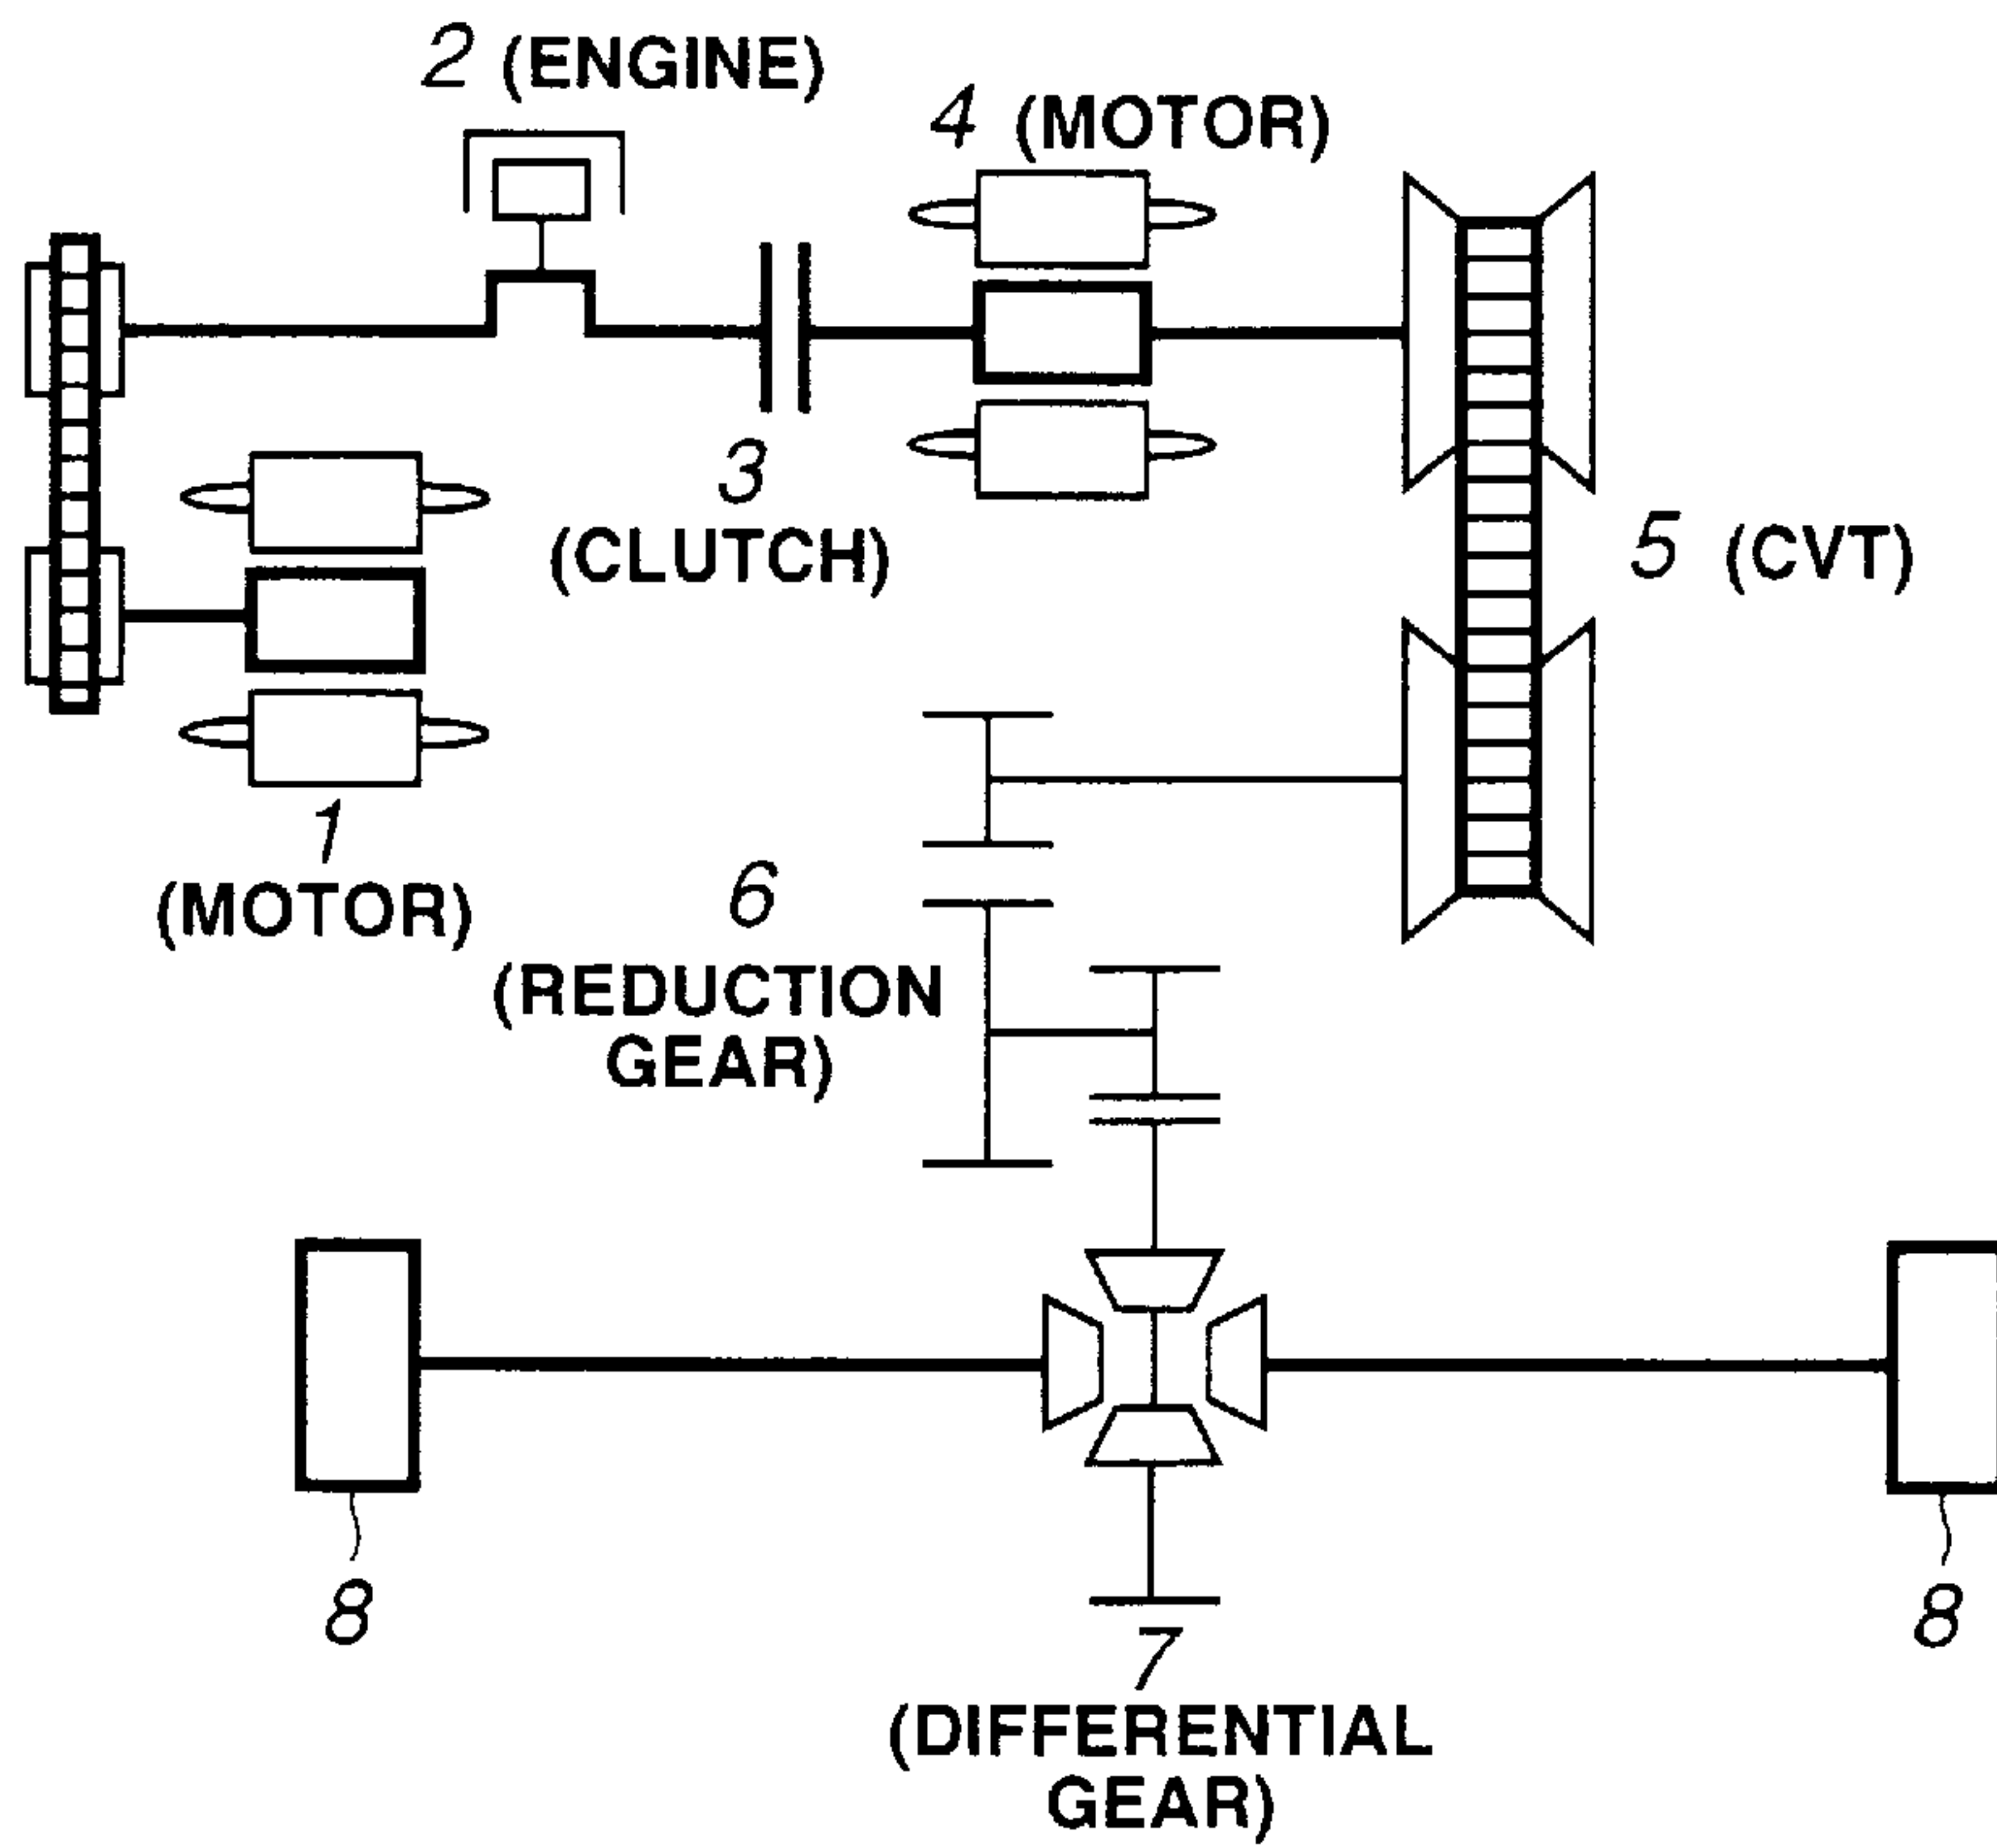 2 (ENGINE)
4 (MOTOR)
3
(CLUTCH)
5 (CVT)
1
(MOTOR)
6
(REDUCTION
GEAR)
8
8
7
(DIFFERENTIAL
GEAR)